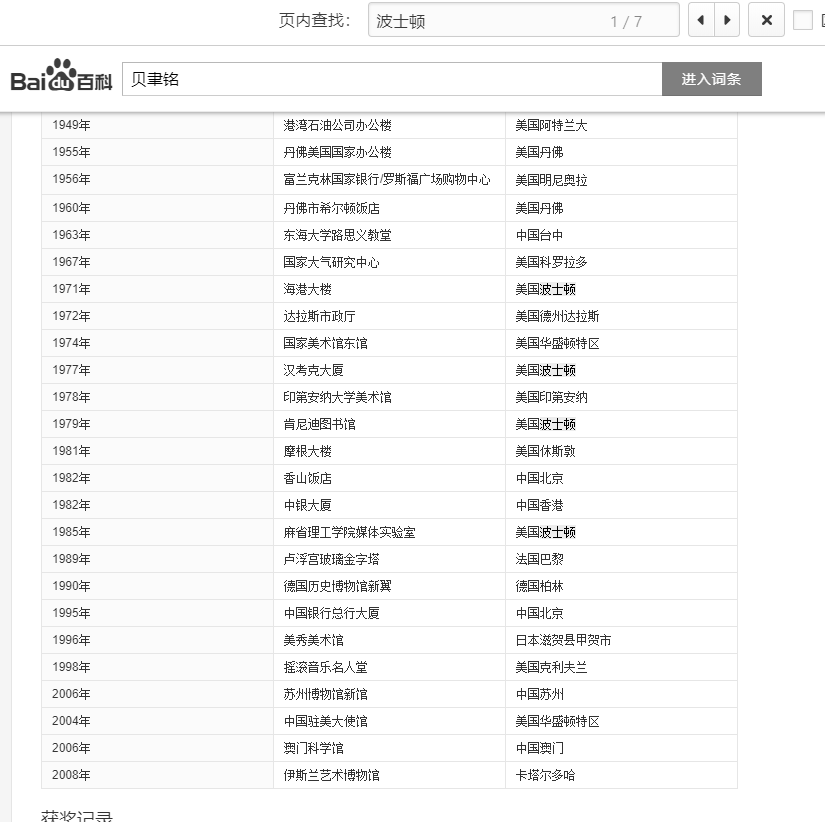 页内查找： 波士顿 1 / 7
Bai du 百科 贝聿铭 进入词条
1949年 港湾石油公司办公楼 美国阿特兰大
1955年 丹佛美国国家办公楼 美国丹佛
1956年 富兰克林国家银行/罗斯福广场购物中心 美国明尼奥拉
1960年 丹佛市希尔顿饭店 美国丹佛
1963年 东海大学路思义教堂 中国台中
1967年 国家大气研究中心 美国科罗拉多
1971年 海港大楼 美国波士顿
1972年 达拉斯市政厅 美国德州达拉斯
1974年 国家美术馆东馆 美国华盛顿特区
1977年 汉考克大厦 美国波士顿
1978年 印第安纳大学美术馆 美国印第安纳
1979年 肯尼迪图书馆 美国波士顿
1981年 摩根大楼 美国休斯敦
1982年 香山饭店 中国北京
1982年 中银大厦 中国香港
1985年 麻省理工学院媒体实验室 美国波士顿
1989年 卢浮宫玻璃金字塔 法国巴黎
1990年 德国历史博物馆新翼 德国柏林
1995年 中国银行总行大厦 中国北京
1996年 美秀美术馆 日本滋贺县甲贺市
1998年 摇滚音乐名人堂 美国克利夫兰
2006年 苏州博物馆新馆 中国苏州
2004年 中国驻美大使馆 美国华盛顿特区
2006年 澳门科学馆 中国澳门
2008年 伊斯兰艺术博物馆 卡塔尔多哈
获奖记录